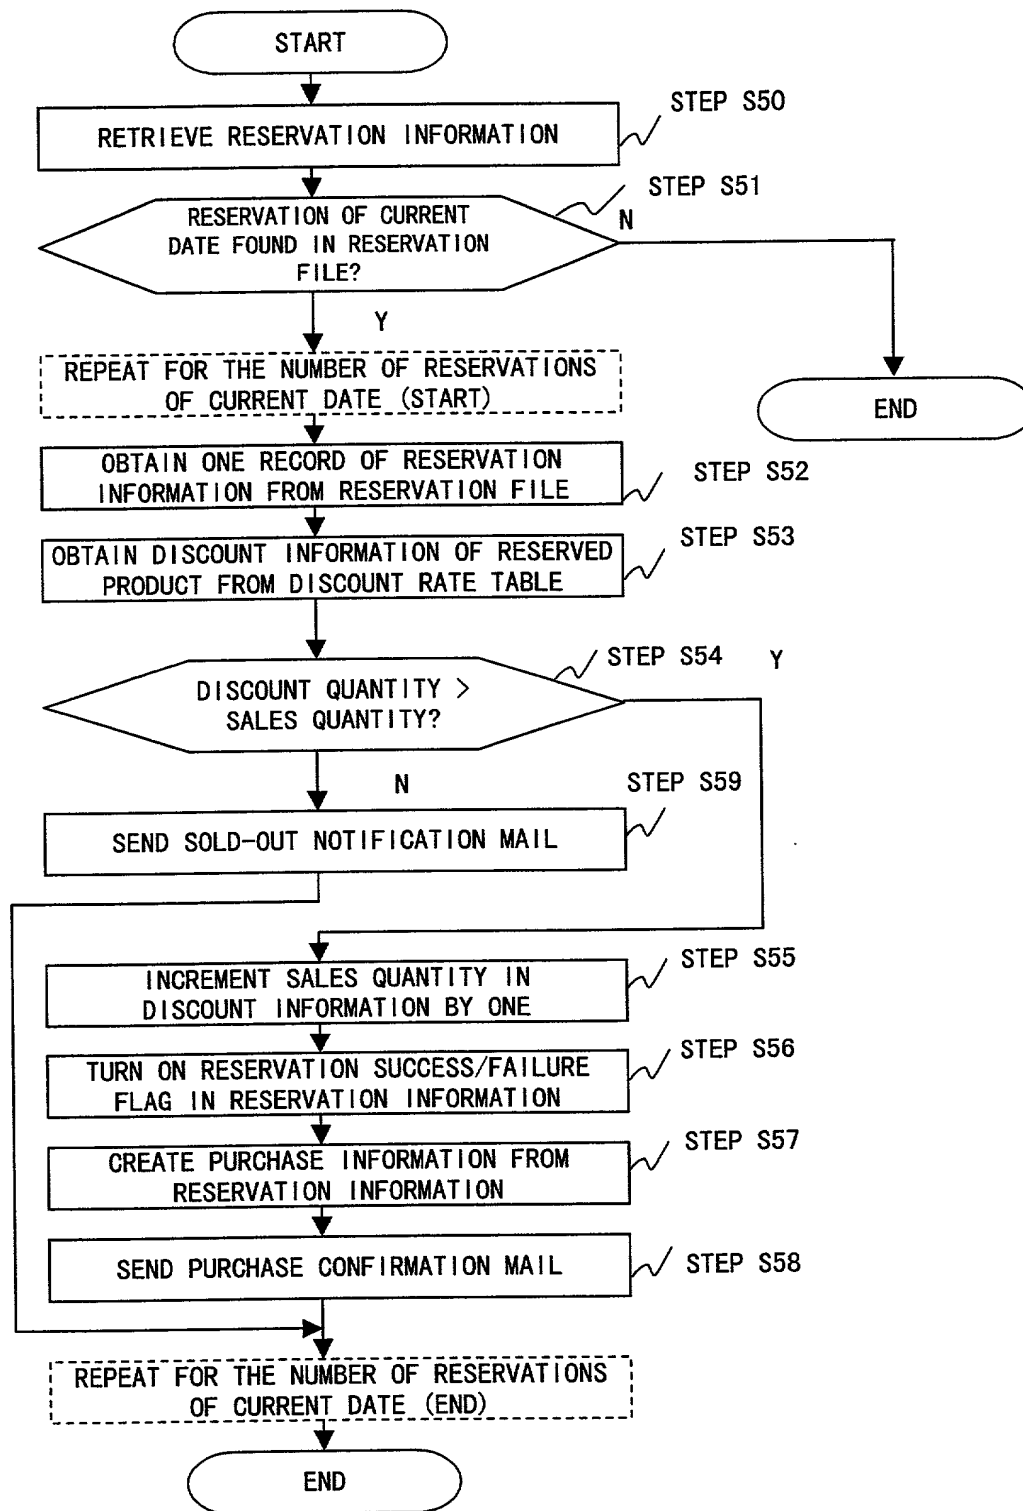 START
STEP S50
RETRIEVE RESERVATION INFORMATION
STEP S51
RESERVATION OF CURRENT
DATE FOUND IN RESERVATION
FILE?
N
Y
REPEAT FOR THE NUMBER OF RESERVATIONS
OF CURRENT DATE (START)
END
OBTAIN ONE RECORD OF RESERVATION
INFORMATION FROM RESERVATION FILE
STEP S52
OBTAIN DISCOUNT INFORMATION OF RESERVED
PRODUCT FROM DISCOUNT RATE TABLE
STEP S53
STEP S54
Y
DISCOUNT QUANTITY >
SALES QUANTITY?
N
STEP S59
SEND SOLD-OUT NOTIFICATION MAIL
STEP S55
INCREMENT SALES QUANTITY IN
DISCOUNT INFORMATION BY ONE
STEP S56
TURN ON RESERVATION SUCCESS/FAILURE
FLAG IN RESERVATION INFORMATION
STEP S57
CREATE PURCHASE INFORMATION FROM
RESERVATION INFORMATION
SEND PURCHASE CONFIRMATION MAIL
STEP S58
REPEAT FOR THE NUMBER OF RESERVATIONS
OF CURRENT DATE (END)
END